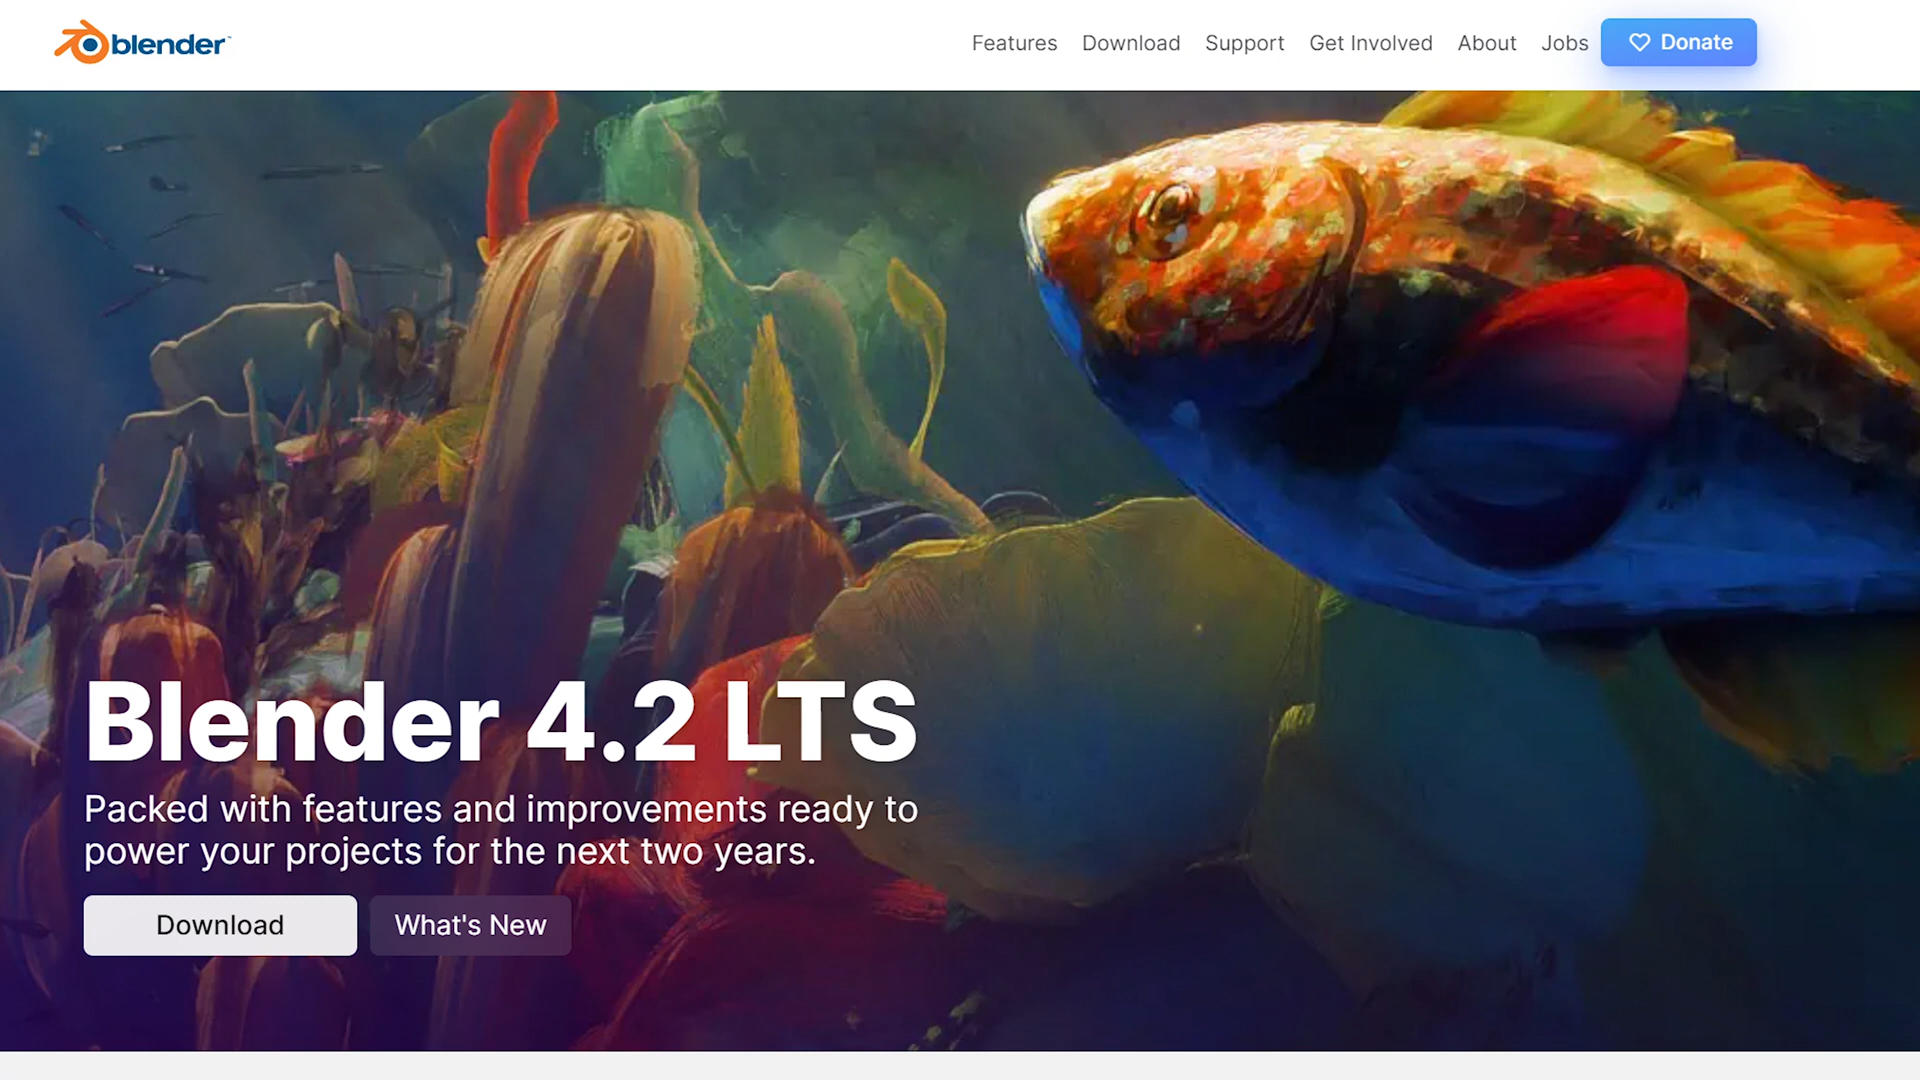 blender™
Features Download Support Get Involved About Jobs Donate
Blender 4.2 LTS
Packed with features and improvements ready to
power your projects for the next two years.
Download What's New